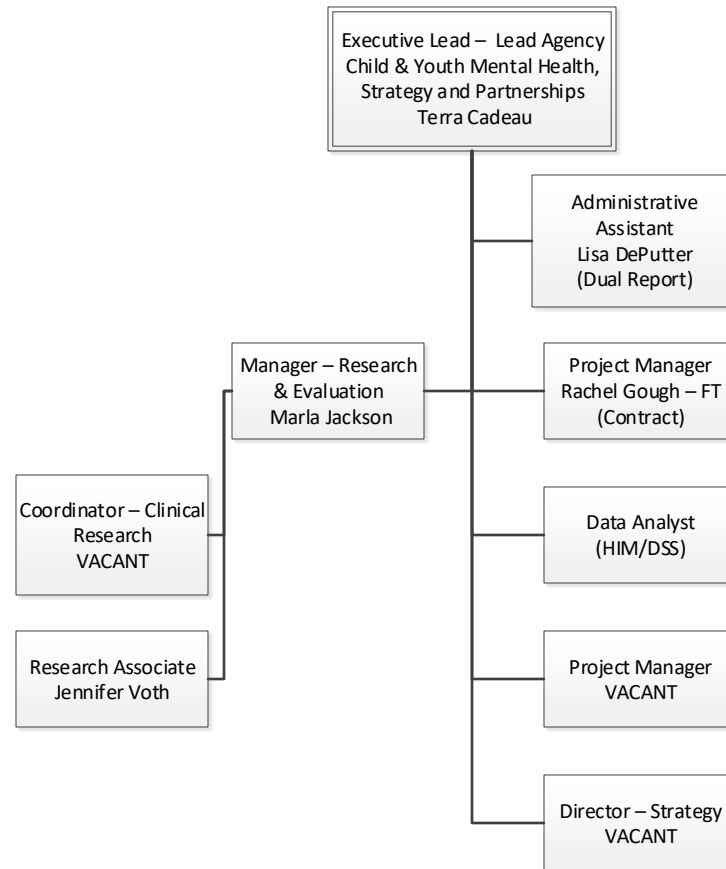 Executive Lead – Lead Agency
Child & Youth Mental Health,
Strategy and Partnerships
Terra Cadeau
Administrative
Assistant
Lisa DePutter
(Dual Report)
Manager – Research
& Evaluation
Marla Jackson
Project Manager
Rachel Gough – FT
(Contract)
Coordinator – Clinical
Research
VACANT
Data Analyst
(HIM/DSS)
Research Associate
Jennifer Voth
Project Manager
VACANT
Director – Strategy
VACANT